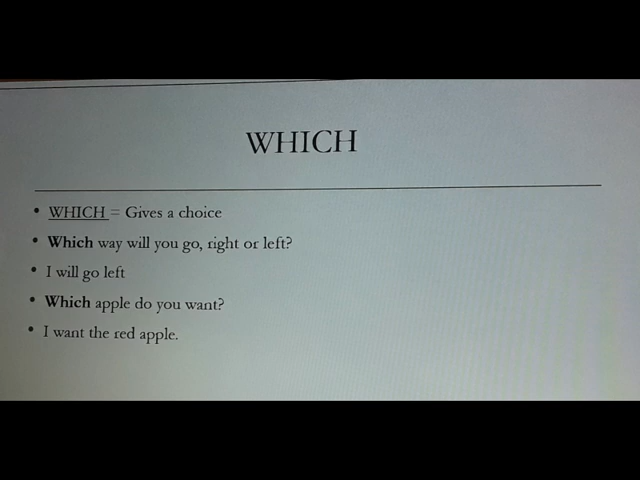 WHICH
• WHICH = Gives a choice
• Which way will you go, right or left?
• I will go left
• Which apple do you want?
• I want the red apple.